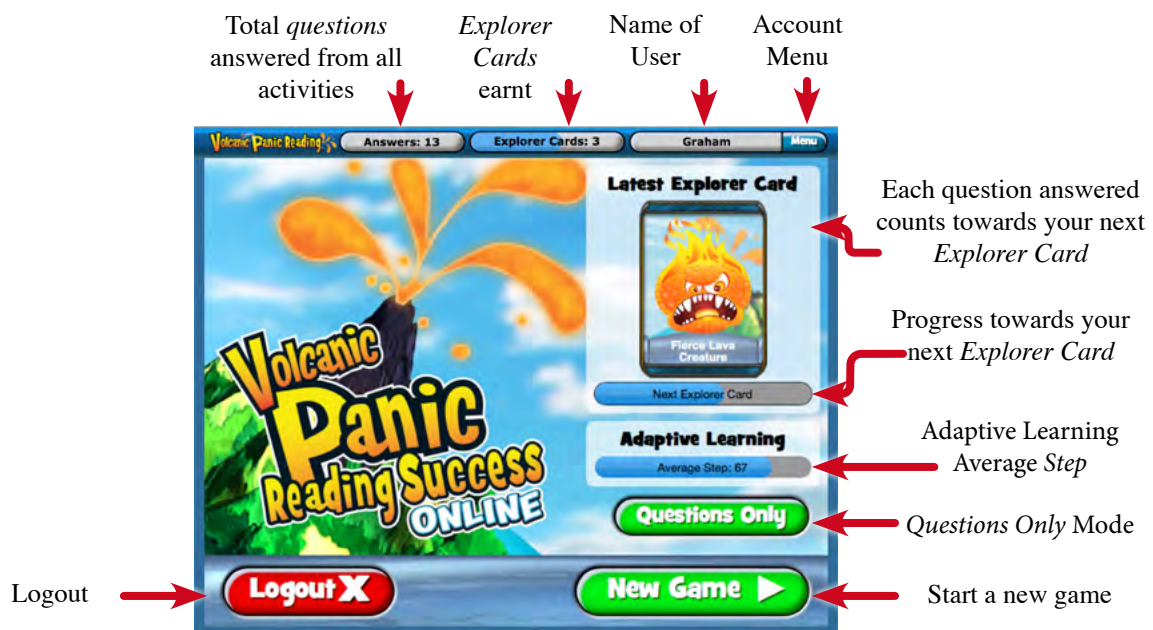 Total questions
answered from all
activities
Explorer
Cards
earnt
Name of
User
Account
Menu
Volcanic Panic Reading
Answers: 13
Explorer Cards: 3
Graham
Menu
Latest Explorer Card
Fierce Lava
Creature
Next Explorer Card
Adaptive Learning
Average Step: 67
Questions Only
Volcanic
Panic
Reading Success
ONLINE
Logout X
New Game
Each question answered
counts towards your next
Explorer Card
Progress towards your
next Explorer Card
Adaptive Learning
Average Step
Questions Only Mode
Logout
Start a new game